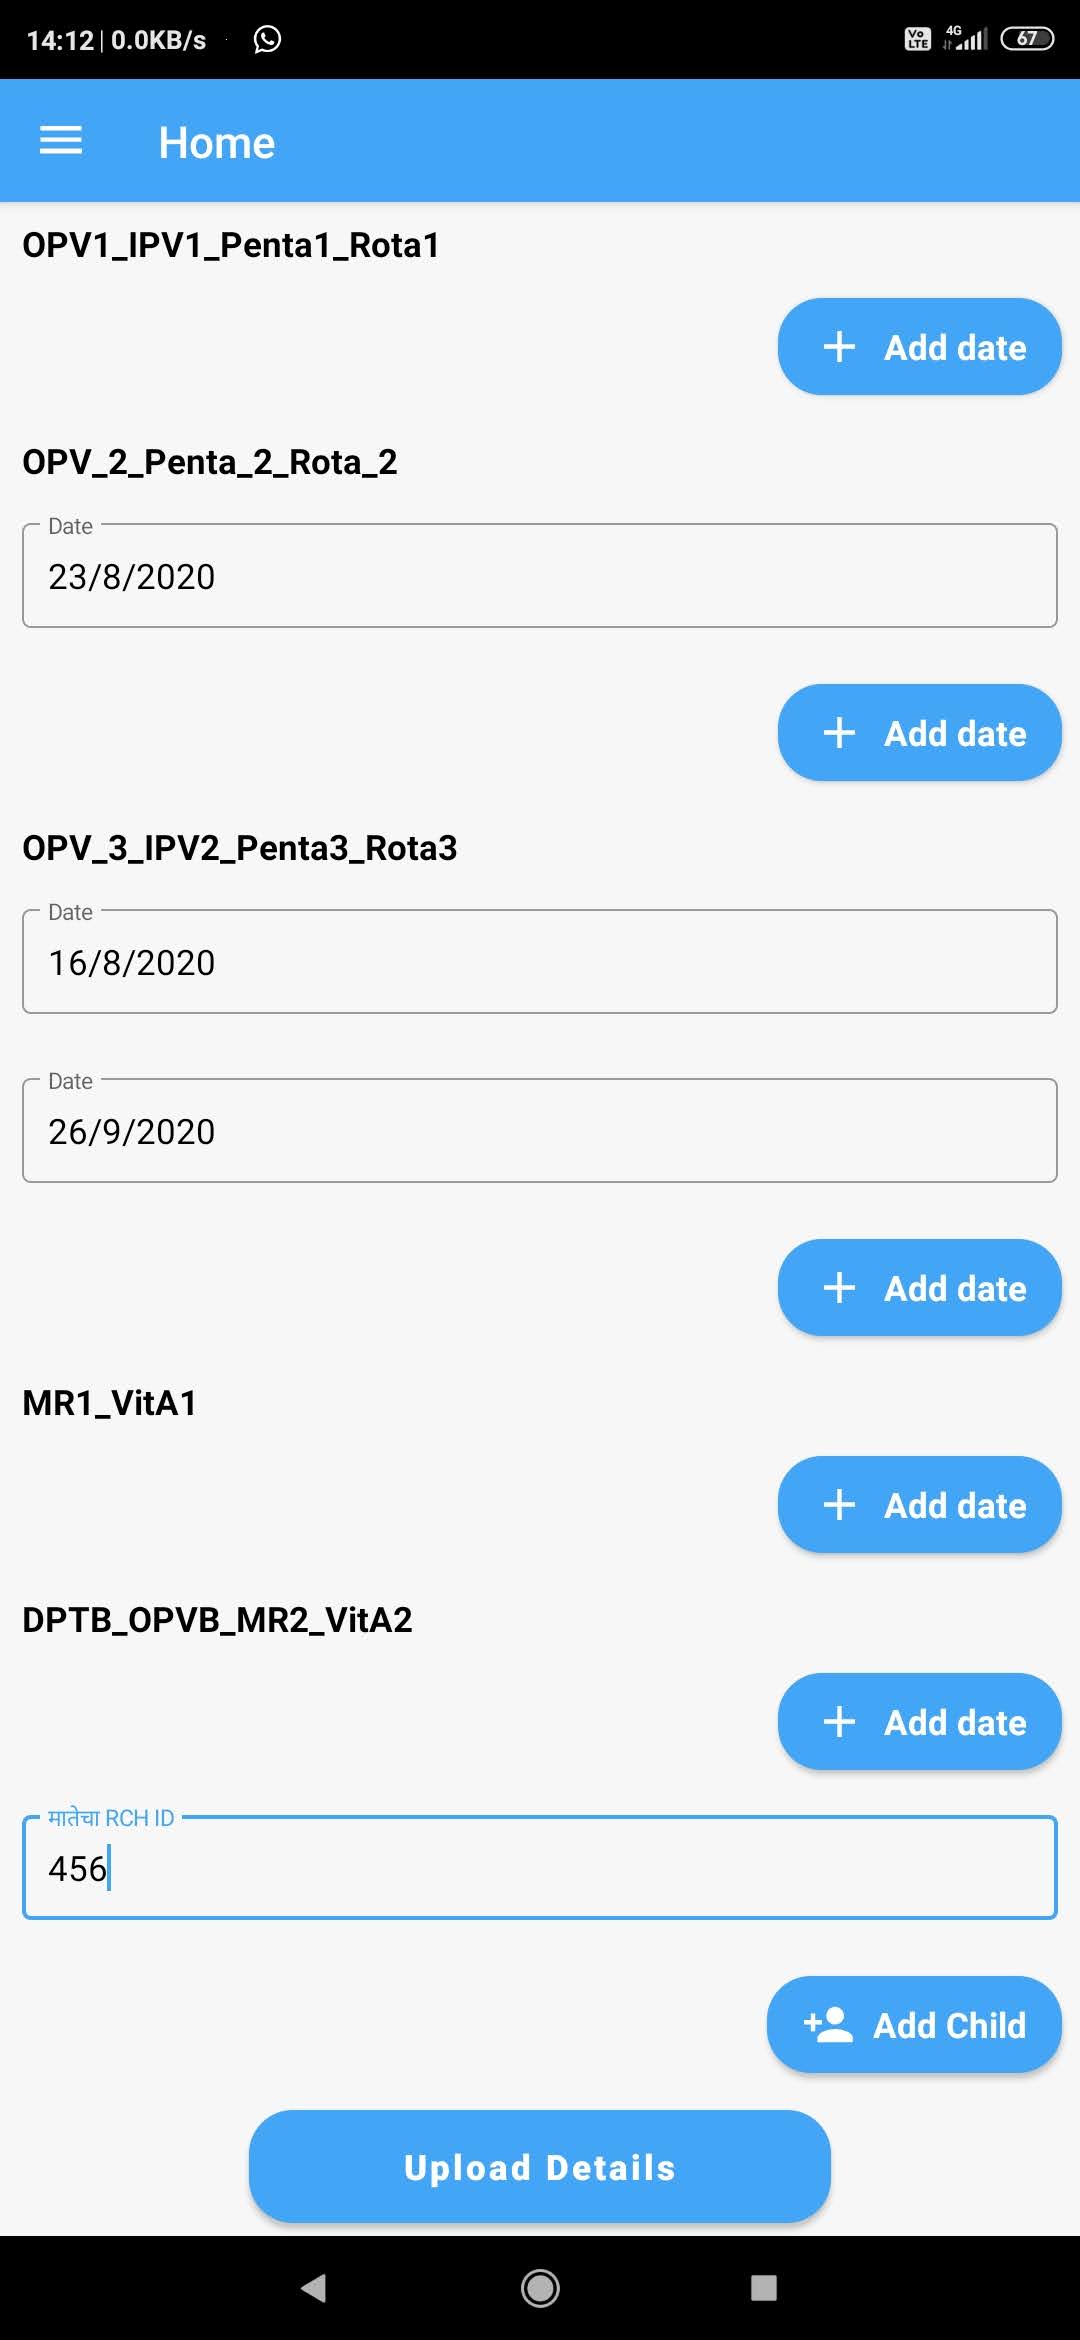 14:12 | 0.0KB/s
Vo LTE 4G 67
Home
OPV1_IPV1_Penta1_Rota1
Add date
OPV_2_Penta_2_Rota_2
Date
23/8/2020
Add date
OPV_3_IPV2_Penta3_Rota3
Date
16/8/2020
Date
26/9/2020
Add date
MR1_VitA1
Add date
DPTB_OPVB_MR2_VitA2
Add date
मातेचा RCH ID
456
Add Child
Upload Details